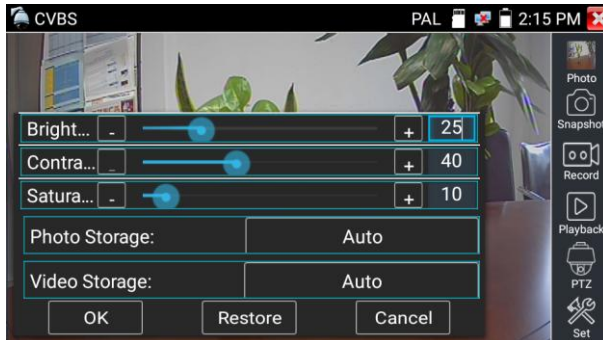 CVBS PAL 2:15 PM
Photo
Snapshot
Record
Playback
PTZ
Set
Bright... - + 25
Contra... - + 40
Satura... - + 10
Photo Storage: Auto
Video Storage: Auto
OK Restore Cancel